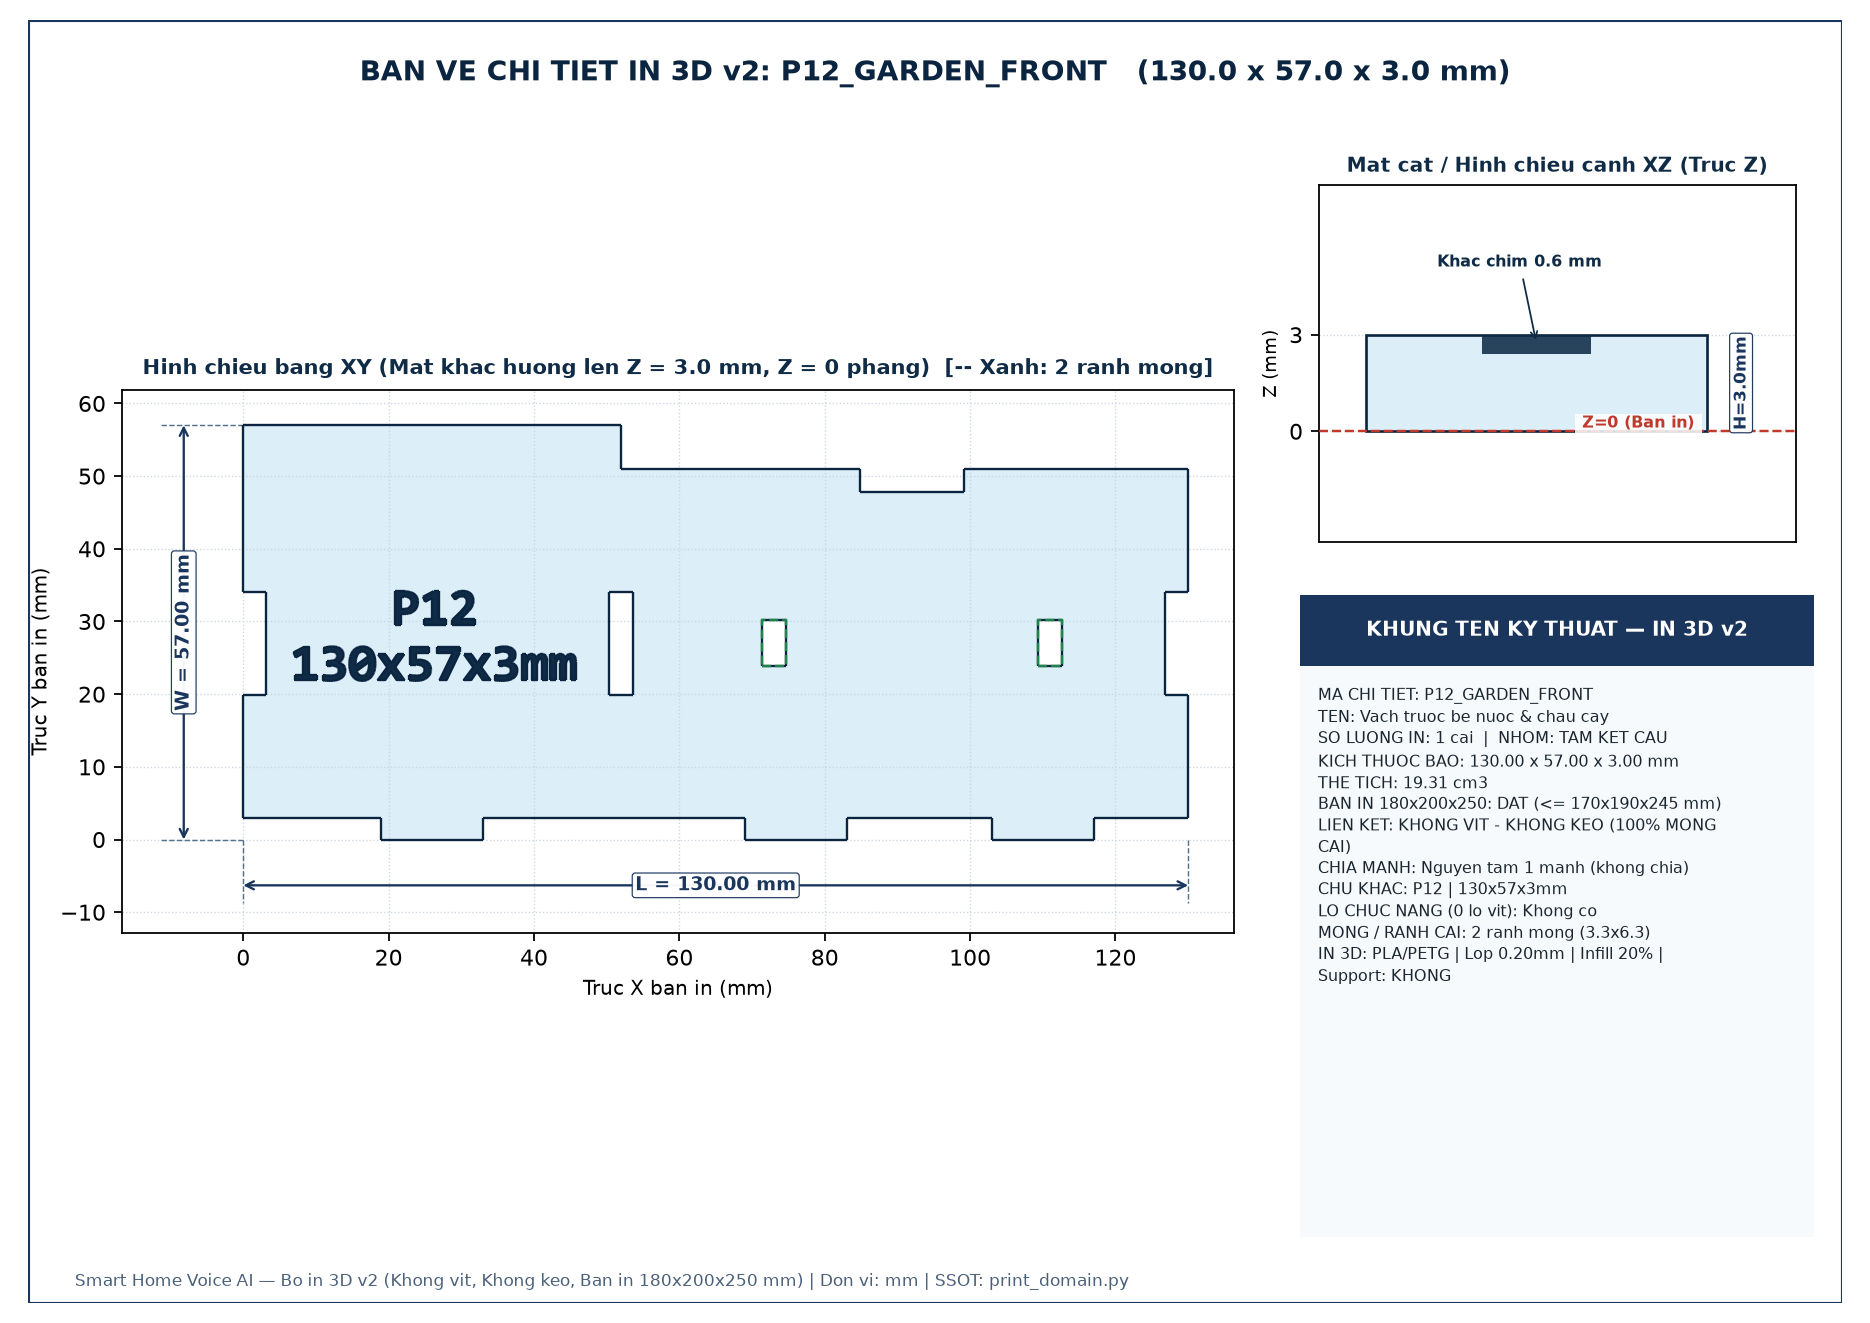 BAN VE CHI TIET IN 3D v2: P12_GARDEN_FRONT (130.0 x 57.0 x 3.0 mm)
Mat cat / Hinh chieu canh XZ (Truc Z)
Khac chim 0.6 mm
Z (mm)
3
0
Z=0 (Ban in)
H=3.0mm
Hinh chieu bang XY (Mat khac huong len Z = 3.0 mm, Z = 0 phang) [-- Xanh: 2 ranh mong]
60
50
40
30
20
10
0
−10
Truc Y ban in (mm)
W = 57.00 mm
P12
130x57x3mm
L = 130.00 mm
0 20 40 60 80 100 120
Truc X ban in (mm)
KHUNG TEN KY THUAT — IN 3D v2
MA CHI TIET: P12_GARDEN_FRONT
TEN: Vach truoc be nuoc & chau cay
SO LUONG IN: 1 cai | NHOM: TAM KET CAU
KICH THUOC BAO: 130.00 x 57.00 x 3.00 mm
THE TICH: 19.31 cm3
BAN IN 180x200x250: DAT (<= 170x190x245 mm)
LIEN KET: KHONG VIT - KHONG KEO (100% MONG
CAI)
CHIA MANH: Nguyen tam 1 manh (khong chia)
CHU KHAC: P12 | 130x57x3mm
LO CHUC NANG (0 lo vit): Khong co
MONG / RANH CAI: 2 ranh mong (3.3x6.3)
IN 3D: PLA/PETG | Lop 0.20mm | Infill 20% |
Support: KHONG
Smart Home Voice AI — Bo in 3D v2 (Khong vit, Khong keo, Ban in 180x200x250 mm) | Don vi: mm | SSOT: print_domain.py